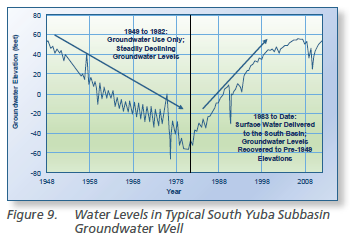 80
60
40
20
0
-20
-40
-60
-80
Groundwater Elevation (feet)
1949 to 1982:
Groundwater Use Only;
Steadily Declining
Groundwater Levels
1983 to Date:
Surface Water Delivered
to the South Basin;
Groundwater Levels
Recovered to Pre-1949
Elevations
1948 1958 1968 1978 1988 1998 2008
Year
Figure 9. Water Levels in Typical South Yuba Subbasin
Groundwater Well